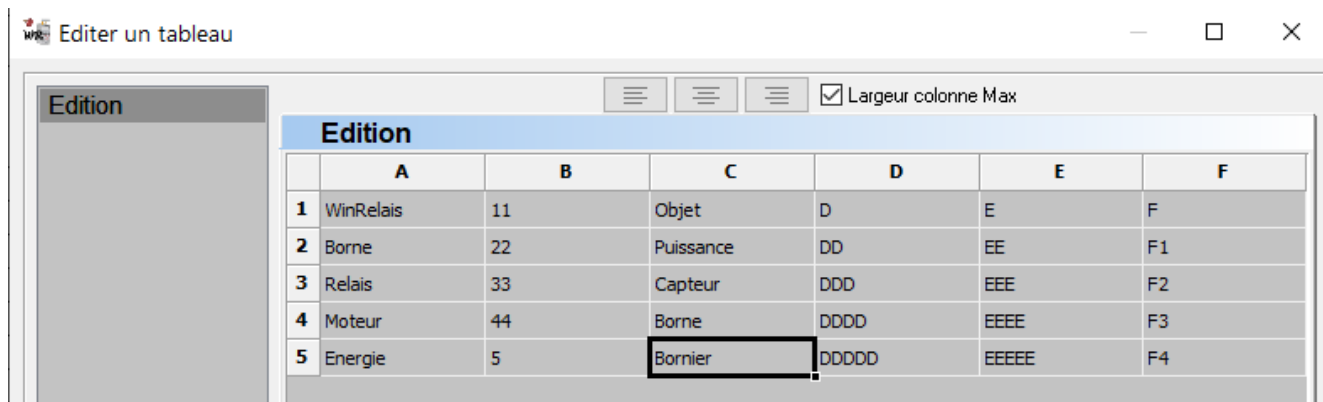 Editer un tableau
Edition
Largeur colonne Max
Edition
A B C D E F
1 WinRelais 11 Objet D E F
2 Borne 22 Puissance DD EE F1
3 Relais 33 Capteur DDD EEE F2
4 Moteur 44 Borne DDDD EEEE F3
5 Energie 5 Bornier DDDDD EEEEE F4